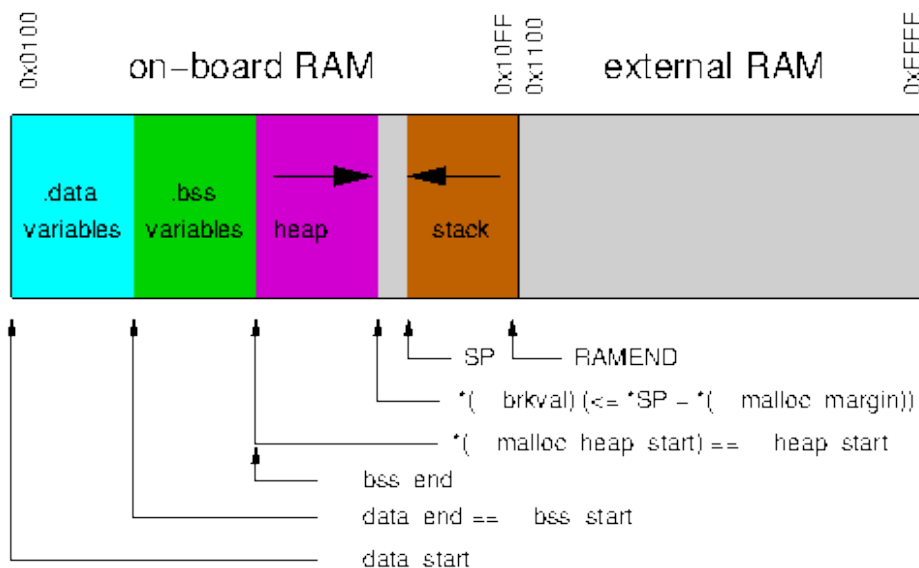 0x0100
on-board RAM
0x10FF
0x1100
external RAM
0xFFFF
.data
variables
.bss
variables
heap
stack
SP
RAMEND
*( brkval) (<= *SP - *( malloc margin))
*( malloc heap start) == heap start
bss end
data end == bss start
data start